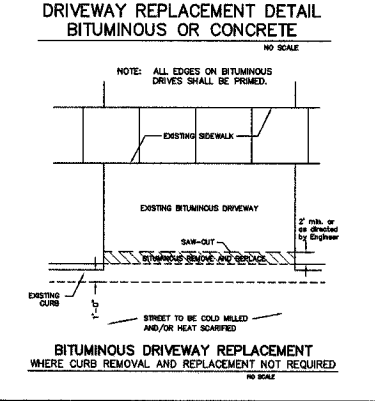 DRIVEWAY REPLACEMENT DETAIL
BITUMINOUS OR CONCRETE
NO SCALE
NOTE: ALL EDGES ON BITUMINOUS
DRIVES SHALL BE PRIMED.
EXISTING SIDEWALK
EXISTING BITUMINOUS DRIVEWAY
2' min. or
as directed
by Engineer
SAW-CUT
BITUMINOUS REMOVE AND REPLACE
EXISTING
CURB
1'-0"
STREET TO BE COLD MILLED
AND/OR HEAT SCARIFIED
BITUMINOUS DRIVEWAY REPLACEMENT
WHERE CURB REMOVAL AND REPLACEMENT NOT REQUIRED
NO SCALE